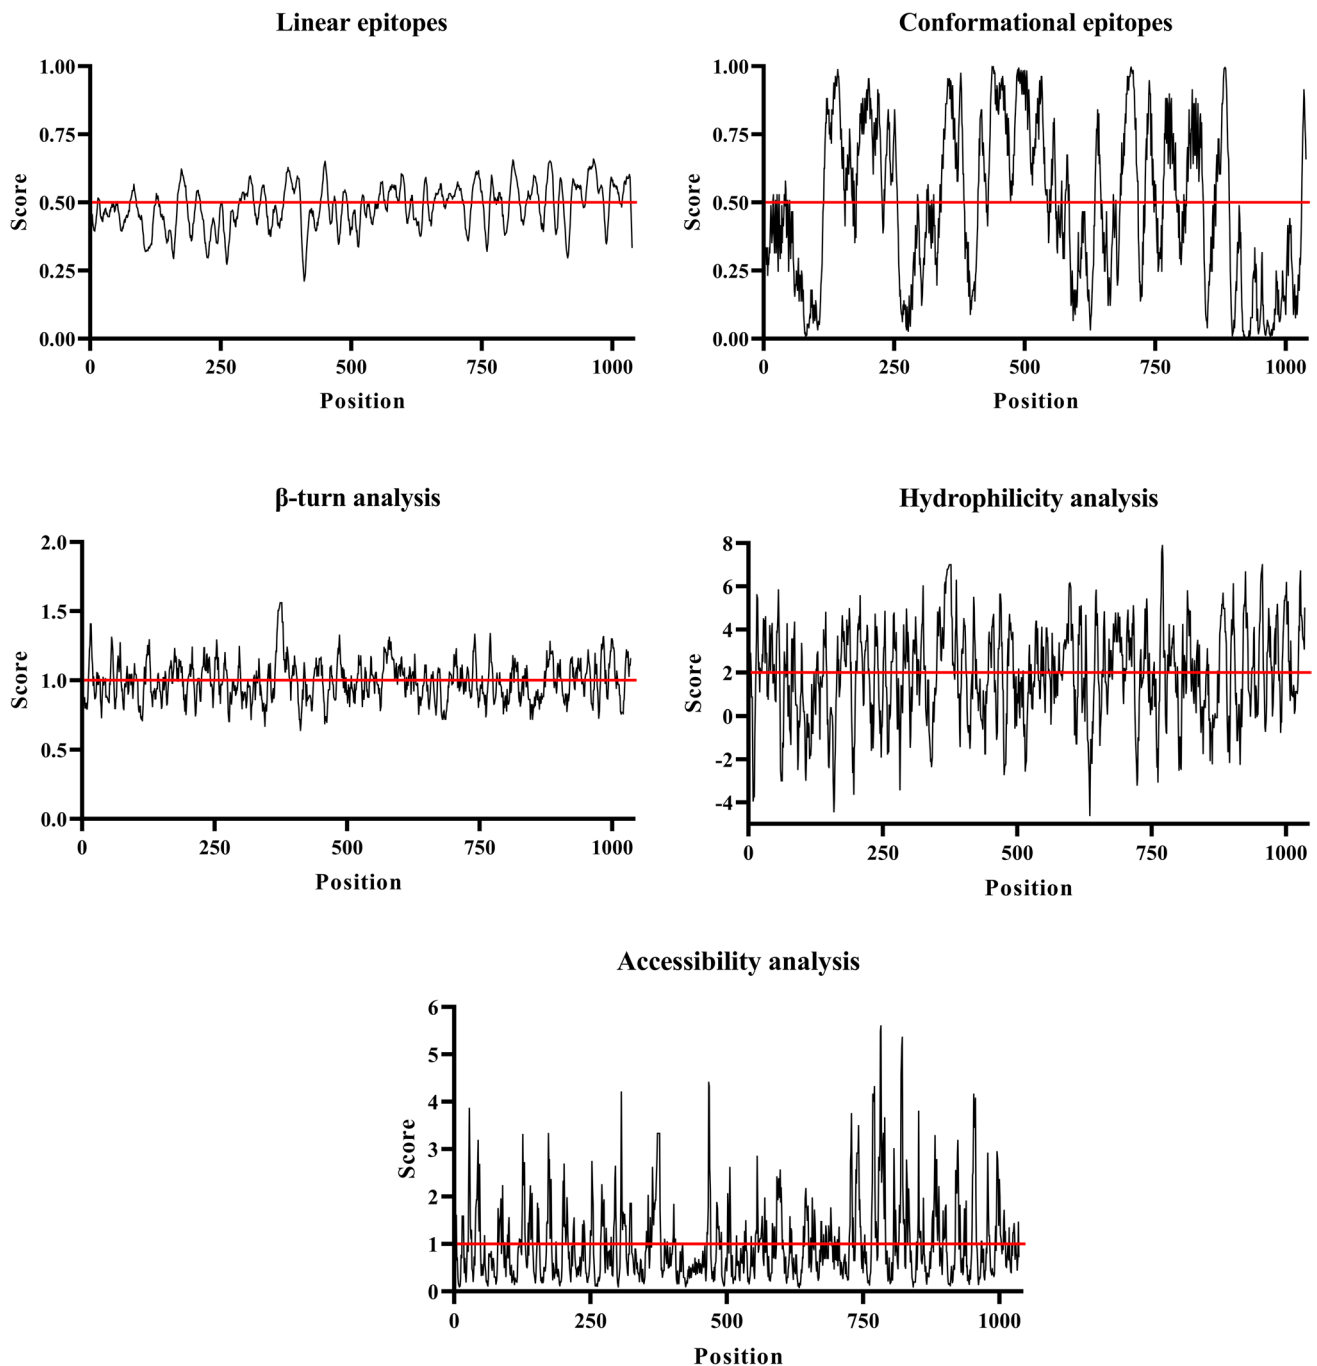 Linear epitopes
Conformational epitopes
1.00
0.75
0.50
0.25
0.00
Score
0 250 500 750 1000
Position
1.00
0.75
0.50
0.25
0.00
Score
0 250 500 750 1000
Position
β-turn analysis
Hydrophilicity analysis
2.0
1.5
1.0
0.5
0.0
Score
0 250 500 750 1000
Position
8
6
4
2
0
-2
-4
Score
0 250 500 750 1000
Position
Accessibility analysis
6
5
4
3
2
1
0
Score
0 250 500 750 1000
Position